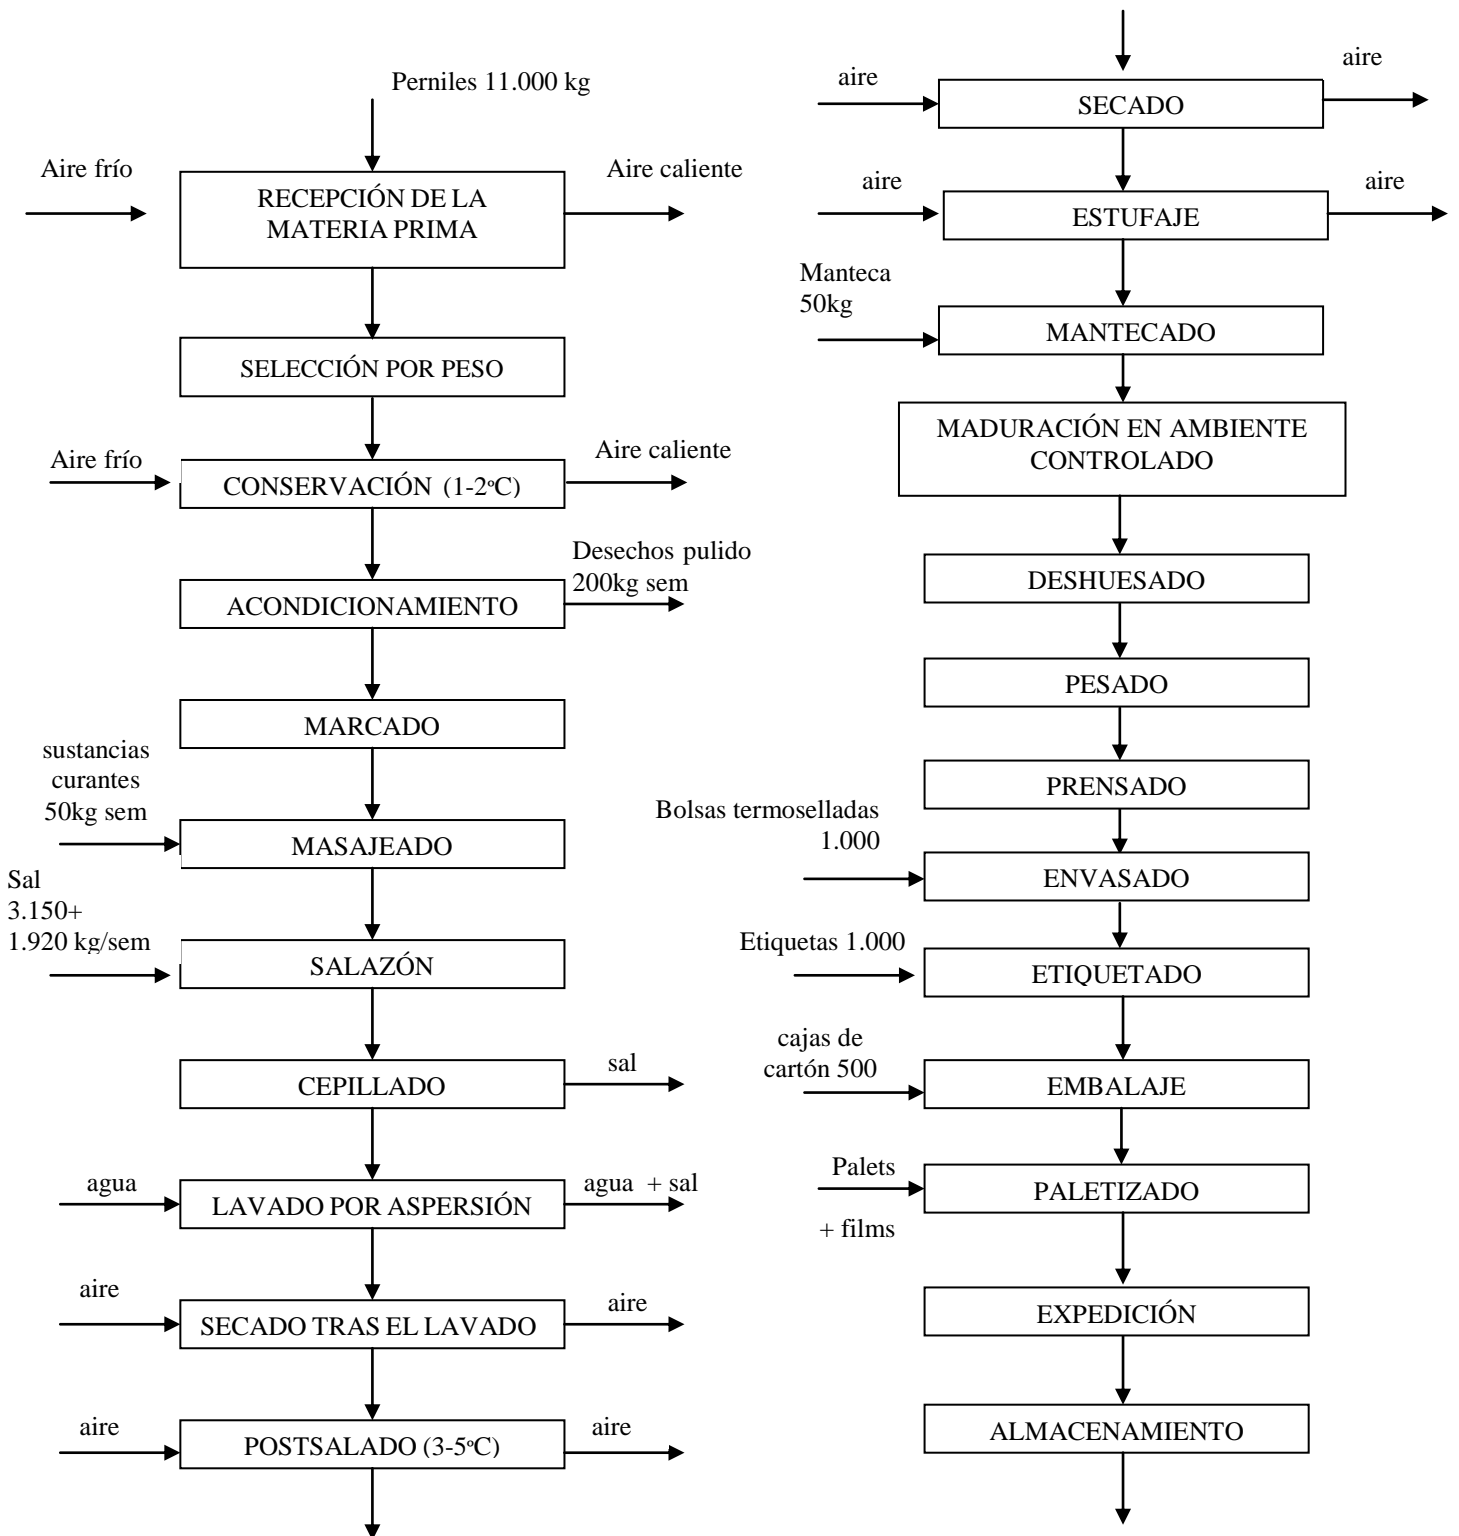 Perniles 11.000 kg
Aire frío
Aire caliente
RECEPCIÓN DE LA
MATERIA PRIMA
SELECCIÓN POR PESO
Aire frío
Aire caliente
CONSERVACIÓN (1-2ºC)
Desechos pulido
200kg sem
ACONDICIONAMIENTO
MARCADO
sustancias
curantes
50kg sem
MASAJEADO
Sal
3.150+
1.920 kg/sem
SALAZÓN
CEPILLADO
sal
agua
LAVADO POR ASPERSIÓN
agua + sal
aire
SECADO TRAS EL LAVADO
aire
aire
POSTSALADO (3-5ºC)
aire
aire
SECADO
aire
aire
ESTUFAJE
aire
Manteca
50kg
MANTECADO
MADURACIÓN EN AMBIENTE
CONTROLADO
DESHUESADO
PESADO
PRENSADO
Bolsas termoselladas
1.000
ENVASADO
Etiquetas 1.000
ETIQUETADO
cajas de
cartón 500
EMBALAJE
Palets
+ films
PALETIZADO
EXPEDICIÓN
ALMACENAMIENTO